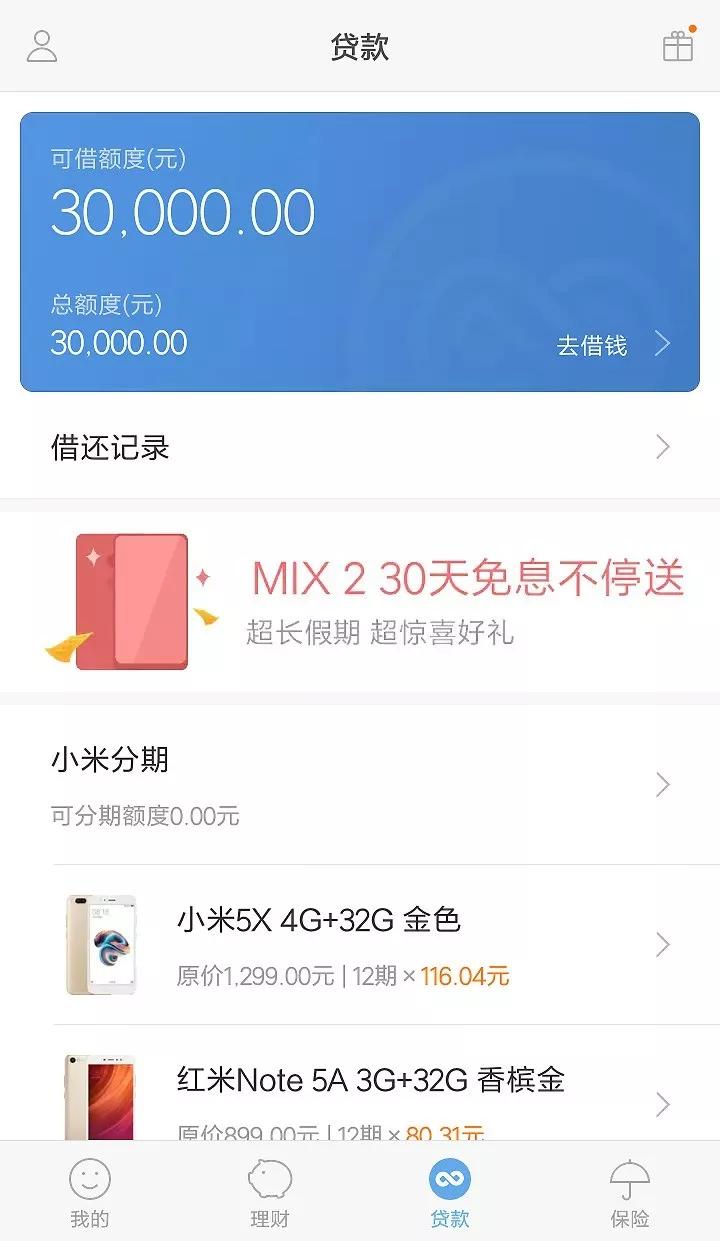 贷款
可借额度(元)
30,000.00
总额度(元)
30,000.00
去借钱
借还记录
MIX 2 30天免息不停送
超长假期 超惊喜好礼
小米分期
可分期额度0.00元
小米5X 4G+32G 金色
原价1,299.00元 | 12期 × 116.04元
红米Note 5A 3G+32G 香槟金
原价899.00元 | 12期 × 80.31元
我的
理财
贷款
保险